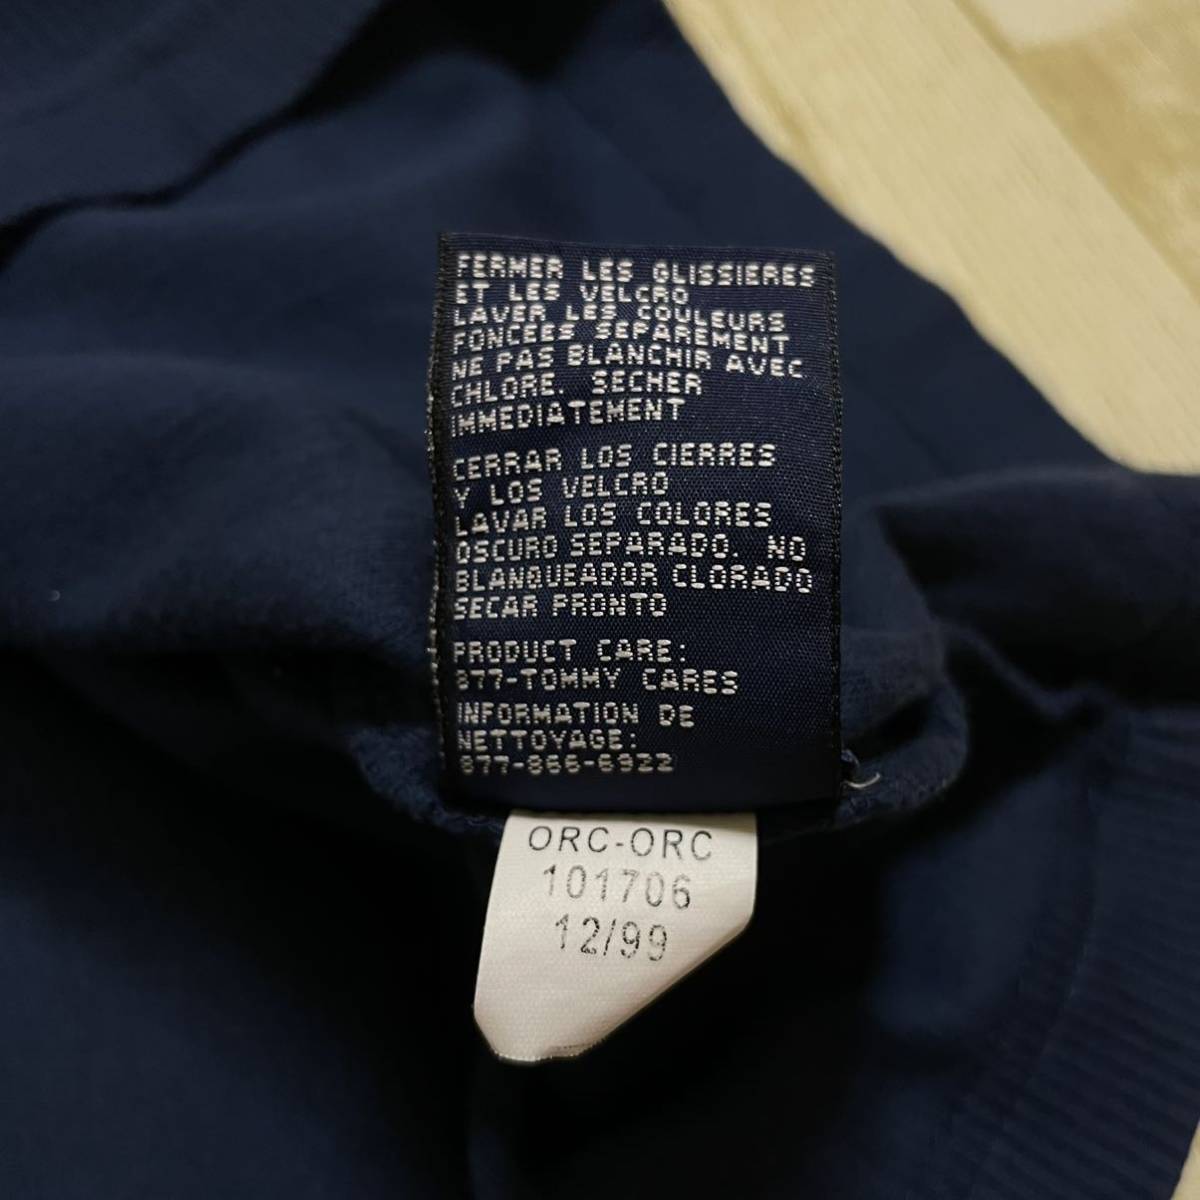 FERMER LES GLISSIERES
ET LES VELCRO
LAVER LES COULEURS
FONCEES SEPAREMENT
NE PAS BLANCHIR AVEC
CHLORE. SECHER
IMMEDIATEMENT
CERRAR LOS CIERRES
Y LOS VELCRO
LAVAR LOS COLORES
OSCURO SEPARADO. NO
BLANQUEADOR CLORADO
SECAR PRONTO
PRODUCT CARE:
877-TOMMY CARES
INFORMATION DE
NETTOYAGE:
877-866-6922
ORC-ORC
101706
12/99